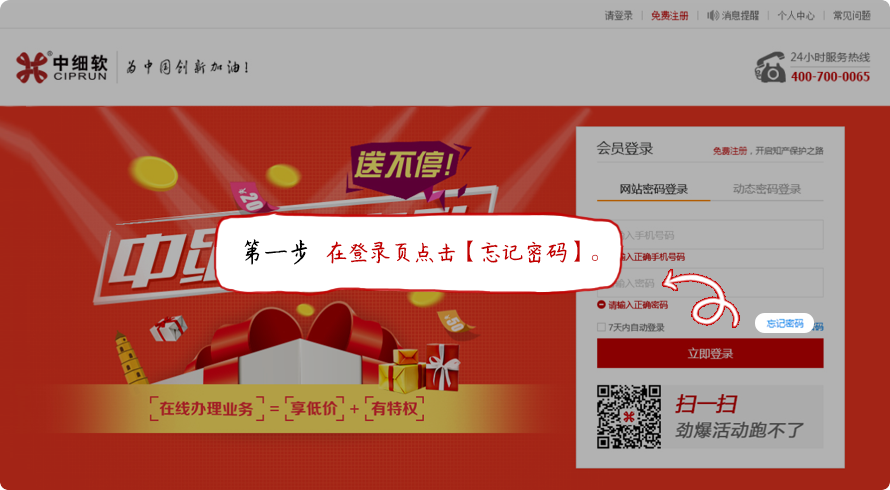 请登录 免费注册 消息提醒 个人中心 常见问题
中细软®
CIPRUN
为中国创新加油!
24小时服务热线
400-700-0065
送不停!
¥20
中
第一步 在登录页点击【忘记密码】。
50
在线办理业务 = 享低价 + 有特权
会员登录 免费注册，开启知产保护之路
网站密码登录 动态密码登录
输入手机号码
输入正确手机号码
输入密码
请输入正确密码
7天内自动登录 忘记密码
立即登录
扫一扫
劲爆活动跑不了